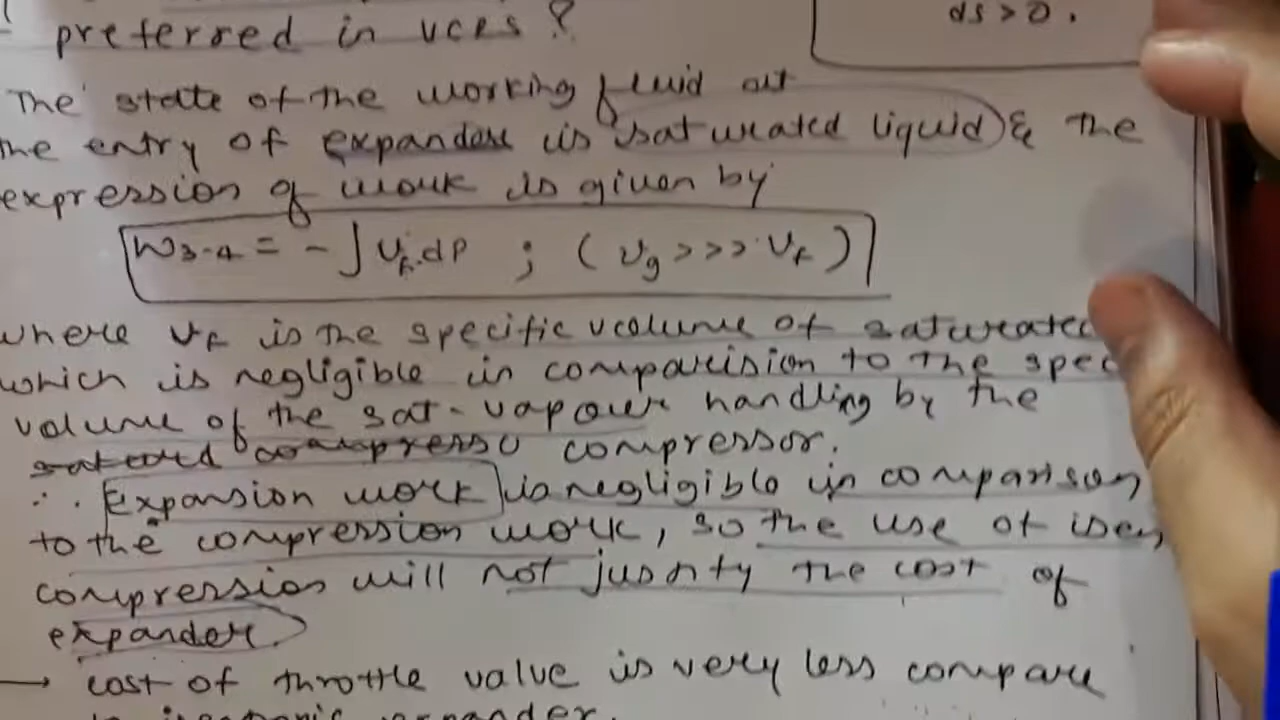 preferred in VCRS ?
ds > 0 .
The state of the working fluid at
the entry of expander is saturated liquid & the
expression of work is given by
W3-4 = - ∫ Vf.dP ; ( Vg >>> Vf )
where Vf is the specific volume of saturated
which is negligible in comparision to the spec
volume of the sat-vapour handling by the
compressor.
∴ Expansion work is negligible in comparison
to the compression work, so the use of isen
compression will not justity the cost of
expander
→ cost of throttle value is very less compare
expander.